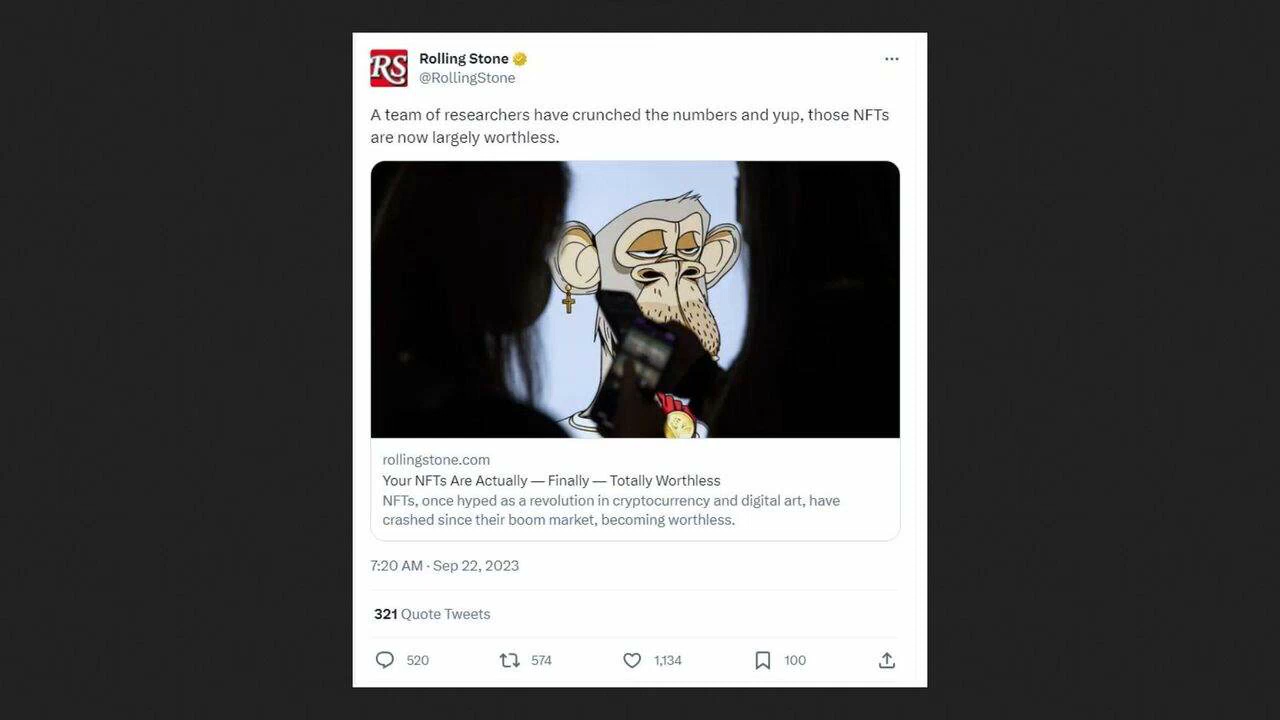 RS
Rolling Stone
@RollingStone
A team of researchers have crunched the numbers and yup, those NFTs
are now largely worthless.
rollingstone.com
Your NFTs Are Actually — Finally — Totally Worthless
NFTs, once hyped as a revolution in cryptocurrency and digital art, have
crashed since their boom market, becoming worthless.
7:20 AM · Sep 22, 2023
321 Quote Tweets
520 574 1,134 100